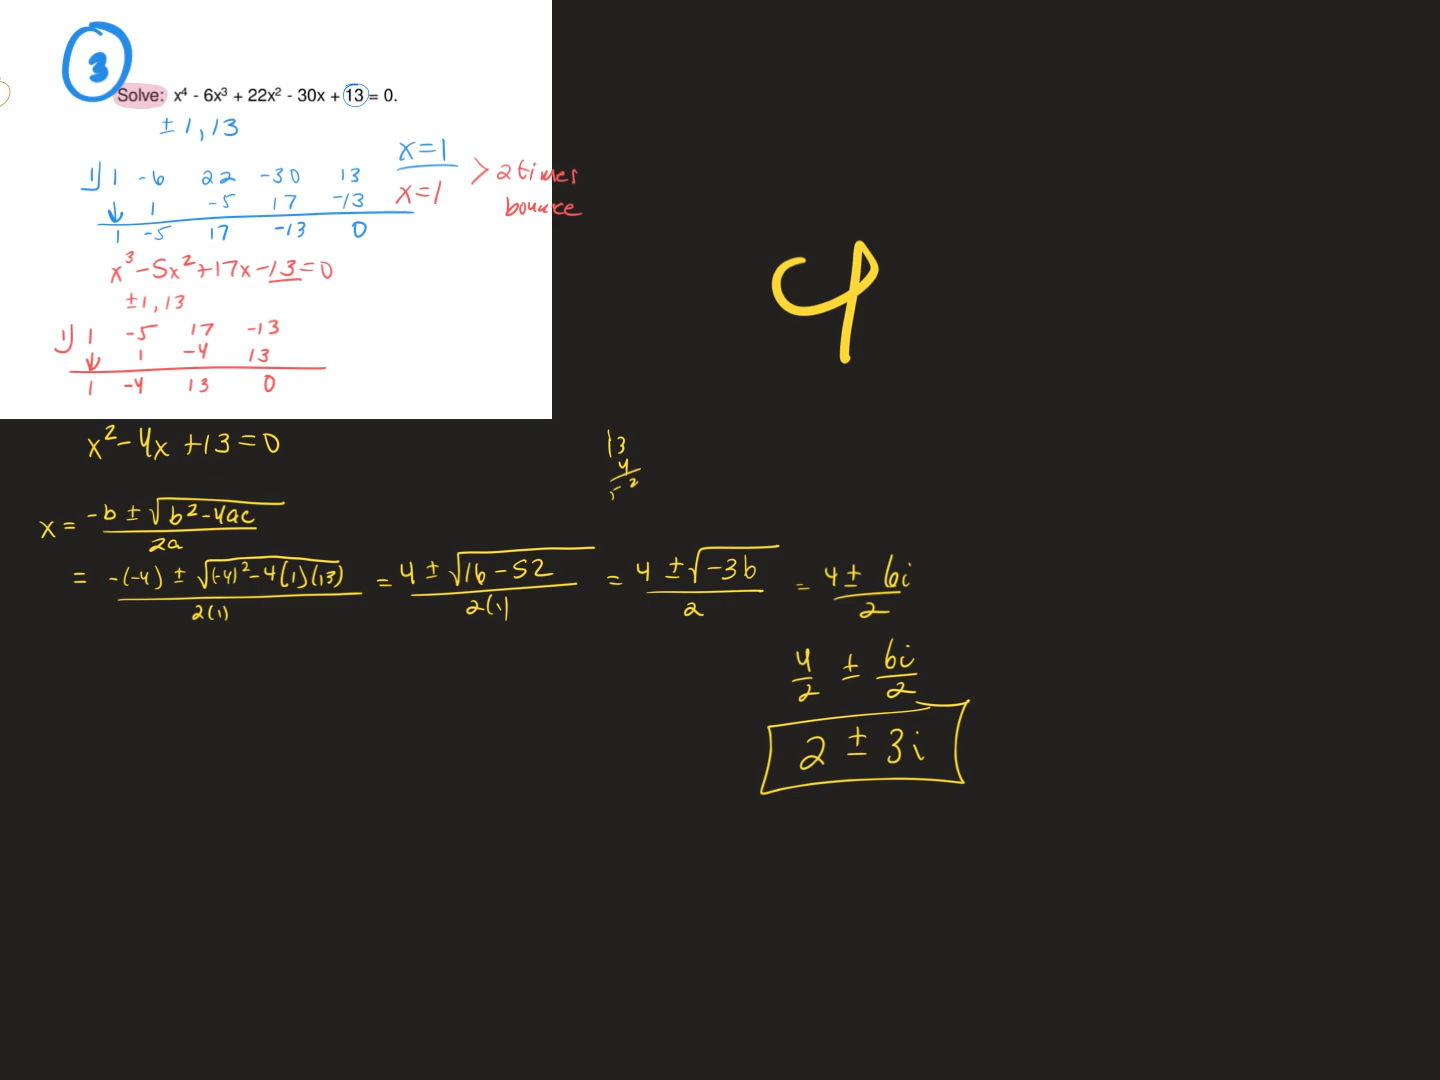 3
Solve: x⁴ - 6x³ + 22x² - 30x + 13 = 0.
± 1, 13
1) 1 -6 22 -30 13
↓ 1 -5 17 -13
1 -5 17 -13 0
x=1
x=1
> 2 times
bounce
x³-5x²+17x-13=0
±1, 13
1) 1 -5 17 -13
↓ 1 -4 13
1 -4 13 0
4
x²-4x+13=0
13
4
52
x = (-b ± √(b²-4ac))/2a
= (-(-4) ± √((-4)²-4(1)(13)))/2(1) = (4 ± √(16-52))/2(1) = (4 ± √(-36))/2 = (4 ± 6i)/2
4/2 ± 6i/2
2 ± 3i